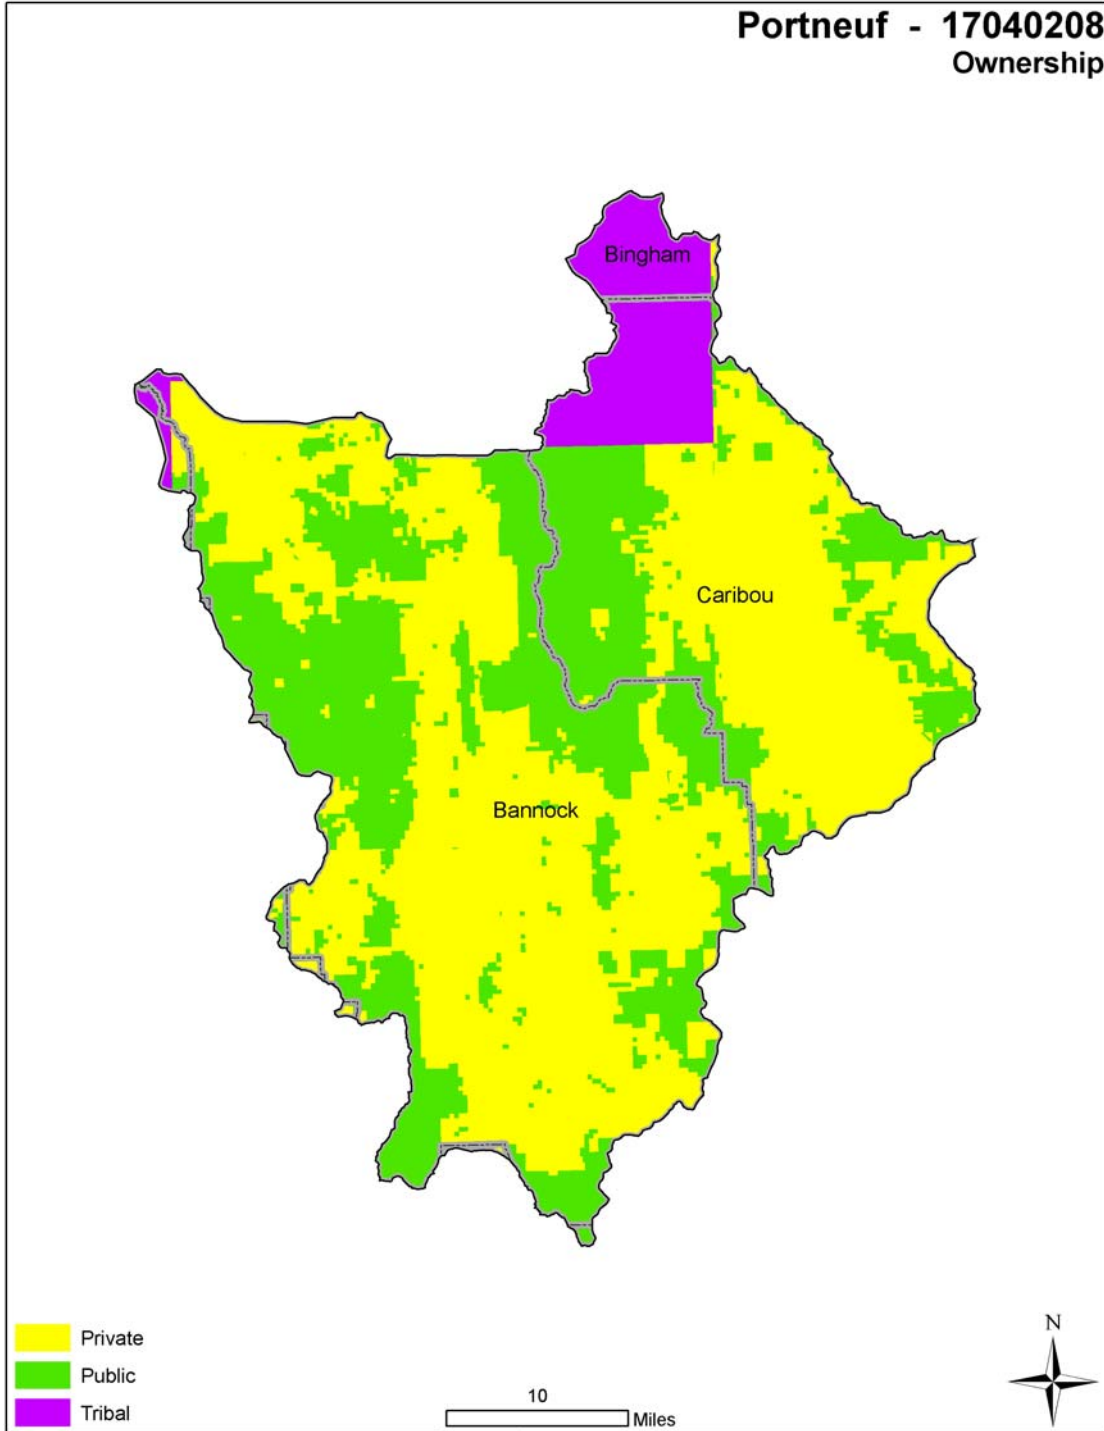 Portneuf - 17040208
Ownership
Bingham
Caribou
Bannock
Private
Public
Tribal
10
Miles
N